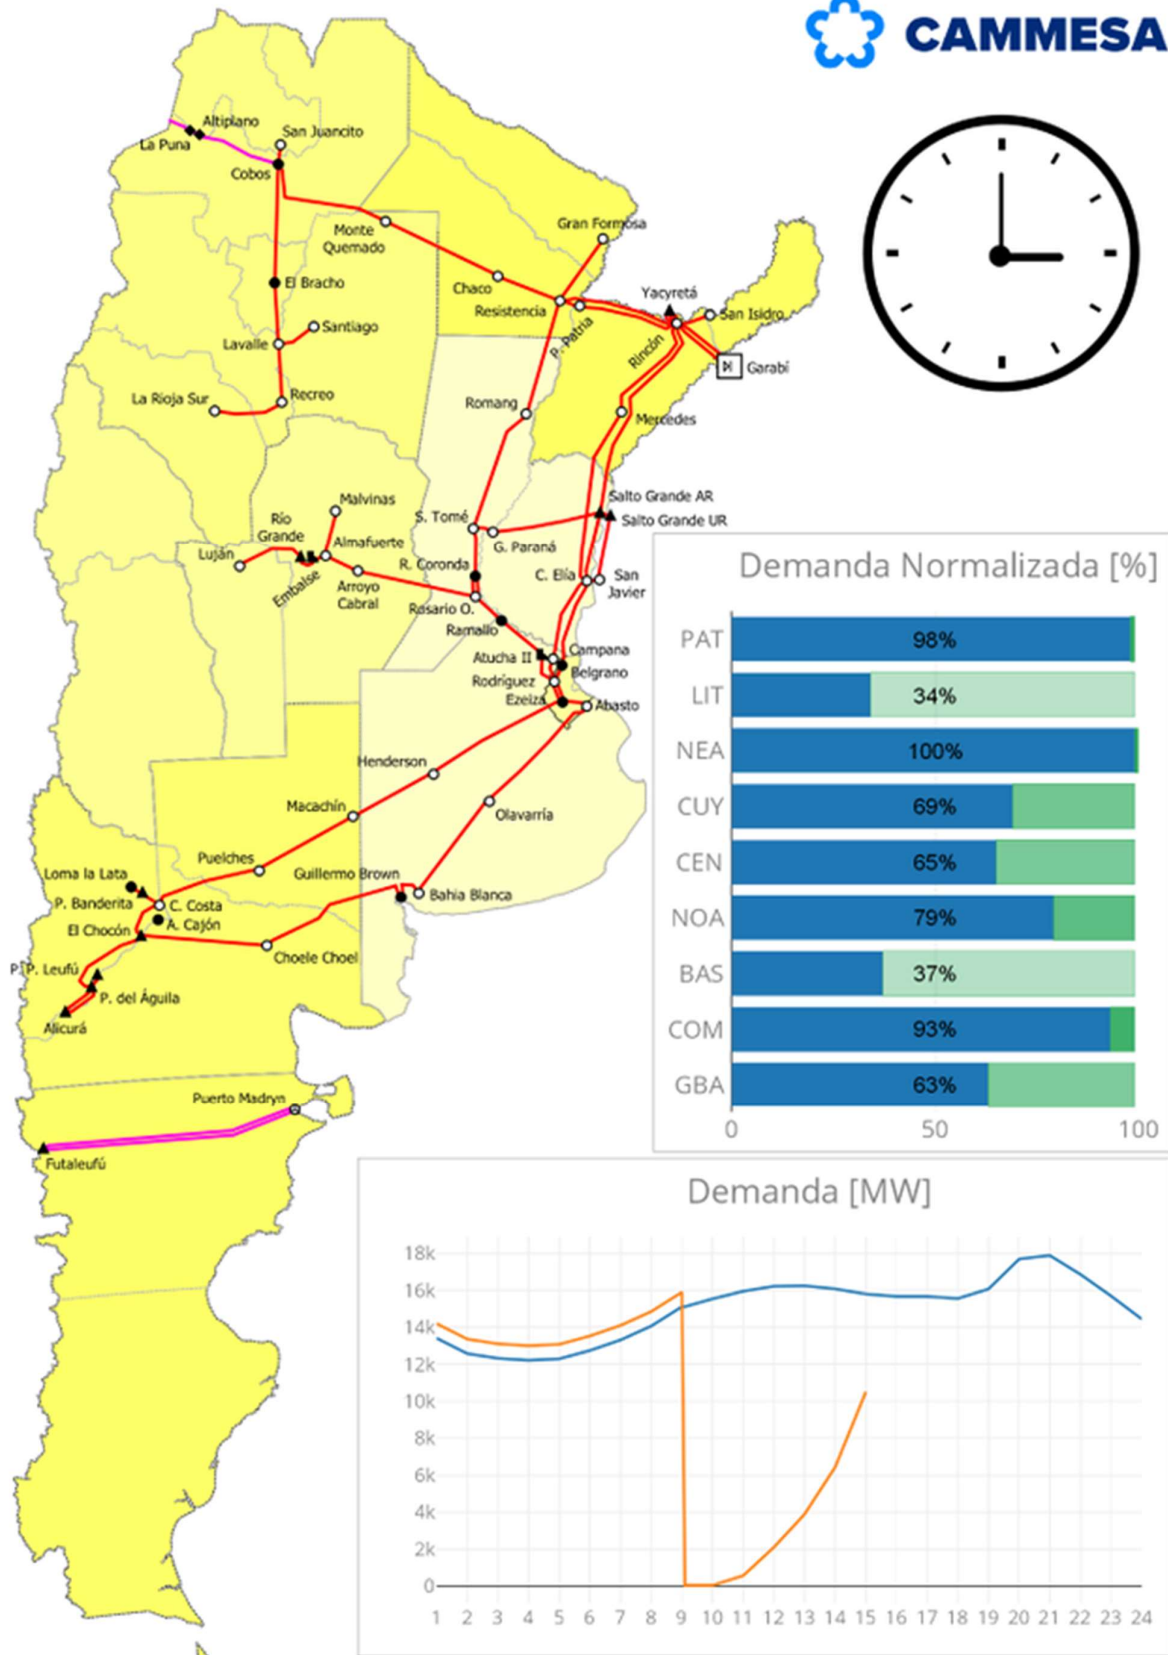 CAMMESA
Altiplano
La Puna
San Juancito
Cobos
Monte
Quemado
Gran Formosa
El Bracho
Chaco
Resistencia
Yacyretá
P. Patria
San Isidro
Rincón
Santiago
Lavalle
Garabí
La Rioja Sur
Recreo
Romang
Mercedes
Malvinas
Salto Grande AR
Salto Grande UR
Río
Grande
Almafuerte
S. Tomé
G. Paraná
Luján
Embalse
Arroyo
Cabral
R. Coronda
C. Elía
San
Javier
Rosario O.
Ramallo
Atucha II
Campana
Belgrano
Rodríguez
Ezeiza
Abasto
Henderson
Macachín
Olavarría
Puelches
Loma la Lata
Guillermo Brown
P. Banderita
C. Costa
Bahia Blanca
A. Cajón
El Chocón
Choele Choel
P. P. Leufú
P. del Águila
Alicurá
Puerto Madryn
Futaleufú
Demanda Normalizada [%]
PAT 98%
LIT 34%
NEA 100%
CUY 69%
CEN 65%
NOA 79%
BAS 37%
COM 93%
GBA 63%
0 50 100
Demanda [MW]
18k
16k
14k
12k
10k
8k
6k
4k
2k
0
1 2 3 4 5 6 7 8 9 10 11 12 13 14 15 16 17 18 19 20 21 22 23 24